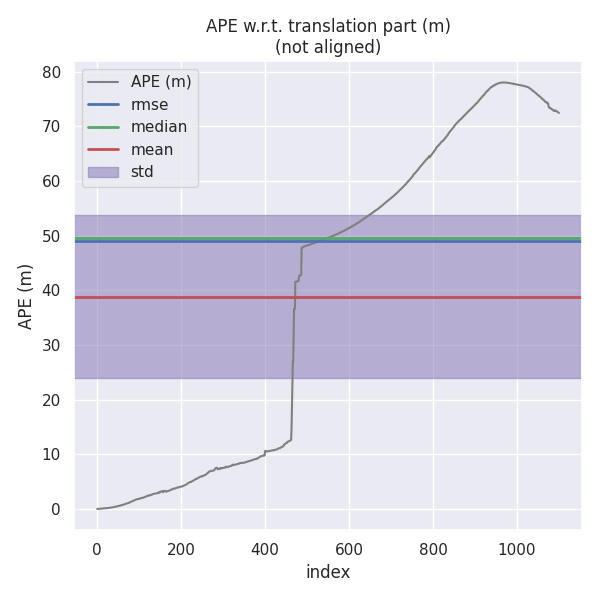 APE w.r.t. translation part (m)
(not aligned)
APE (m)
rmse
median
mean
std
80
70
60
50
40
30
20
10
0
APE (m)
0 200 400 600 800 1000
index